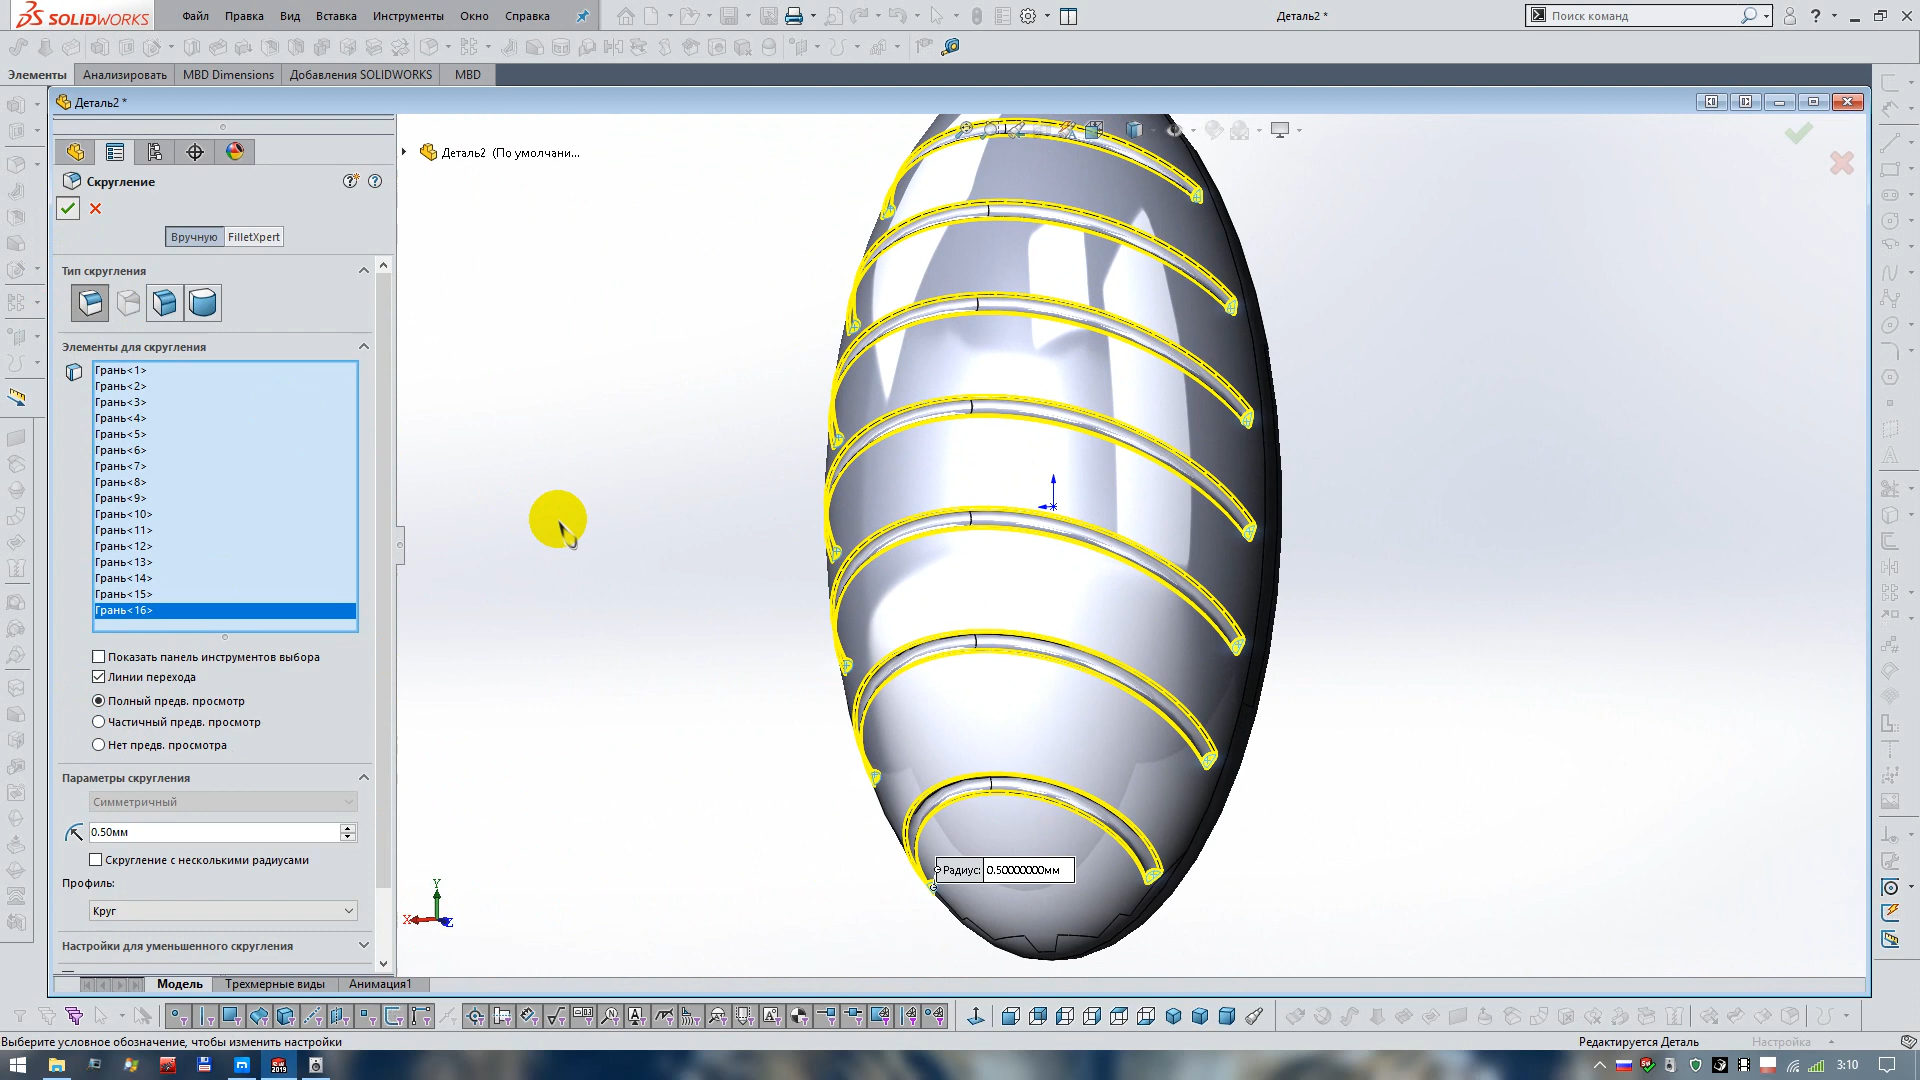 SOLIDWORKS
Файл
Правка
Вид
Вставка
Инструменты
Окно
Справка
Деталь2 *
Поиск команд
Элементы
Анализировать
MBD Dimensions
Добавления SOLIDWORKS
MBD
Деталь2 *
Деталь2 (По умолчани...
Скругление
Вручную
FilletXpert
Тип скругления
Элементы для скругления
Грань<1>
Грань<2>
Грань<3>
Грань<4>
Грань<5>
Грань<6>
Грань<7>
Грань<8>
Грань<9>
Грань<10>
Грань<11>
Грань<12>
Грань<13>
Грань<14>
Грань<15>
Грань<16>
Показать панель инструментов выбора
Линии перехода
Полный предв. просмотр
Частичный предв. просмотр
Нет предв. просмотра
Параметры скругления
Симметричный
0.50мм
Скругление с несколькими радиусами
Профиль:
Круг
Настройки для уменьшенного скругления
Радиус: 0.50000000мм
Y
X
Z
Модель
Трехмерные виды
Анимация1
Выберите условное обозначение, чтобы изменить настройки
Редактируется Деталь
Настройка
2019
3:10